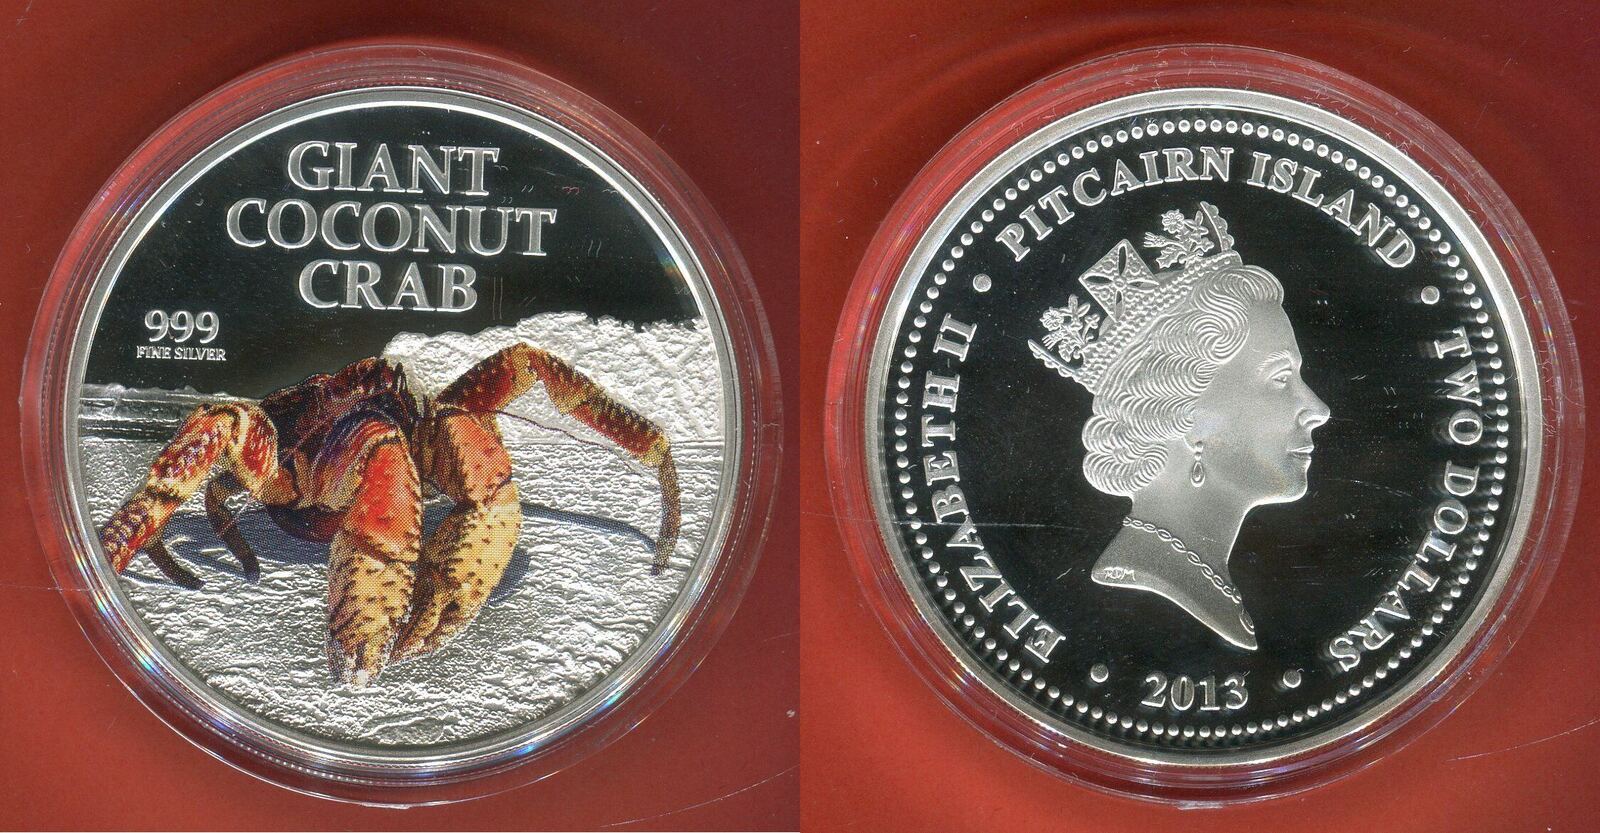 GIANT
COCONUT
CRAB
999
FINE SILVER
ELIZABETH II • PITCAIRN ISLAND • TWO DOLLARS
• 2013 •
RDM